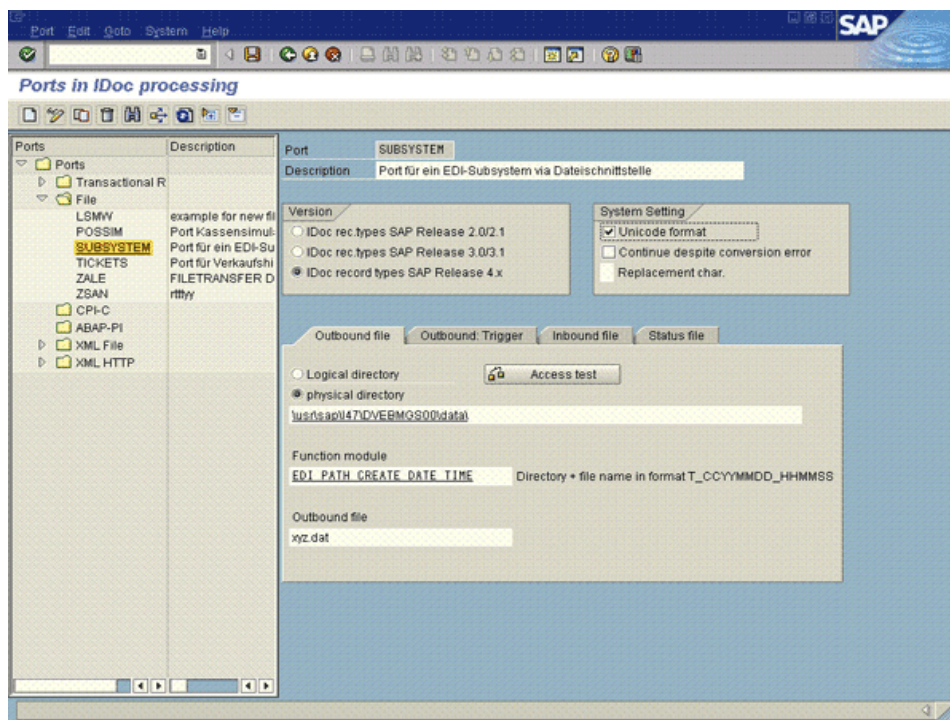 Port Edit Goto System Help
SAP
Ports in IDoc processing
Ports Description
Ports
Transactional R
File
LSMW example for new fil
POSSIM Port Kassensimul
SUBSYSTEM Port für ein EDI-Su
TICKETS Port für Verkaufshi
ZALE FILETRANSFER D
ZSAN rtttyy
CPI-C
ABAP-PI
XML File
XML HTTP
Port SUBSYSTEM
Description Port für ein EDI-Subsystem via Dateischnittstelle
Version
IDoc rec.types SAP Release 2.0/2.1
IDoc rec.types SAP Release 3.0/3.1
IDoc record types SAP Release 4.x
System Setting
Unicode format
Continue despite conversion error
Replacement char.
Outbound file Outbound: Trigger Inbound file Status file
Logical directory Access test
physical directory
\usr\sap\I47\DVEBMGS00\data\
Function module
EDI_PATH_CREATE_DATE_TIME Directory + file name in format T_CCYYMMDD_HHMMSS
Outbound file
xyz.dat